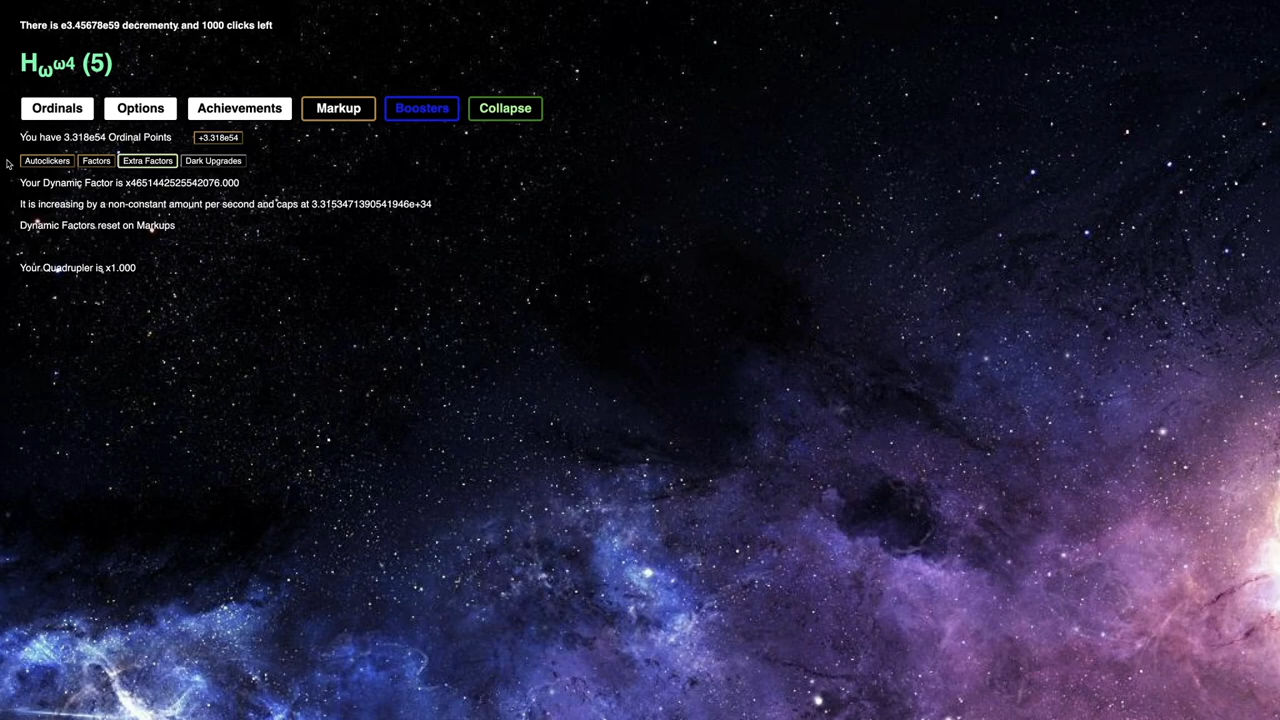 There is e3.45678e59 decrementy and 1000 clicks left
H_ω^ω4 (5)
Ordinals Options Achievements Markup Boosters Collapse
You have 3.318e54 Ordinal Points +3.318e54
Autoclickers Factors Extra Factors Dark Upgrades
Your Dynamic Factor is x4651442525542076.000
It is increasing by a non-constant amount per second and caps at 3.3153471390541946e+34
Dynamic Factors reset on Markups
Your Quadrupler is x1.000